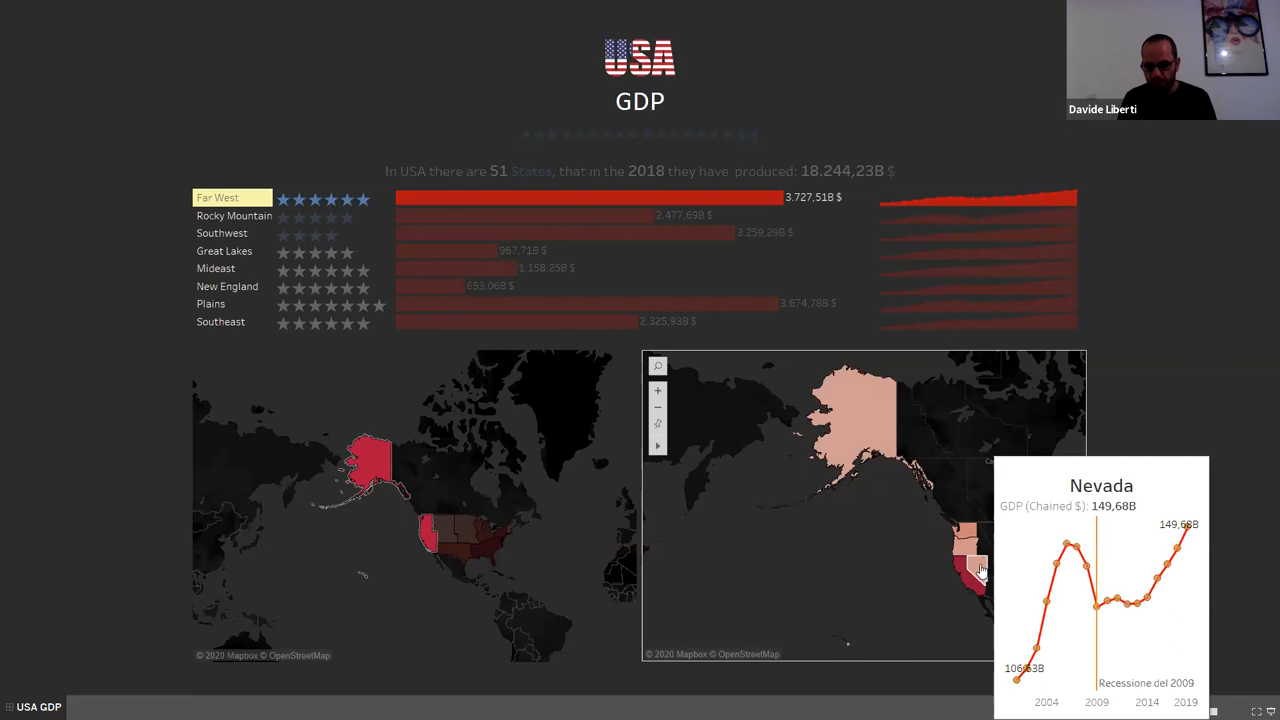 USA
GDP
Davide Liberti
In USA there are 51 States, that in the 2018 they have produced: 18.244,23B $
Far West 3.727,51B $
Rocky Mountain 2.477,69B $
Southwest 3.259,29B $
Great Lakes 967,71B $
Mideast 1.158,25B $
New England 653,06B $
Plains 3.674,78B $
Southeast 2.325,93B $
Nevada
GDP (Chained $): 149,68B
149,68B
106,63B
Recessione del 2009
2004 2009 2014 2019
© 2020 Mapbox © OpenStreetMap
© 2020 Mapbox © OpenStreetMap
USA GDP